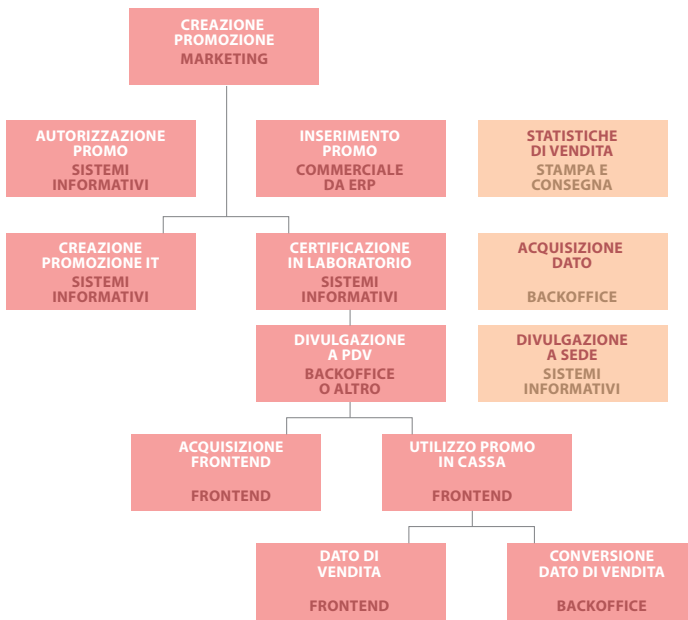 CREAZIONE
PROMOZIONE
MARKETING
AUTORIZZAZIONE
PROMO
SISTEMI
INFORMATIVI
INSERIMENTO
PROMO
COMMERCIALE
DA ERP
STATISTICHE
DI VENDITA
STAMPA E
CONSEGNA
CREAZIONE
PROMOZIONE IT
SISTEMI
INFORMATIVI
CERTIFICAZIONE
IN LABORATORIO
SISTEMI
INFORMATIVI
ACQUISIZIONE
DATO
BACKOFFICE
DIVULGAZIONE
A PDV
BACKOFFICE
O ALTRO
DIVULGAZIONE
A SEDE
SISTEMI
INFORMATIVI
ACQUISIZIONE
FRONTEND
FRONTEND
UTILIZZO PROMO
IN CASSA
FRONTEND
DATO DI
VENDITA
FRONTEND
CONVERSIONE
DATO DI VENDITA
BACKOFFICE